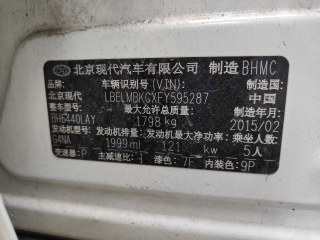 北京现代汽车有限公司 制造 BHMC
品牌: 车辆识别号(VIN): 制造国:
北京现代 LBELMBKGXFY595287 中国
整车型号: 最大允许总质量: 制造年月:
BH6440LAY 1798 kg 2015/02
发动机型号: 发动机排量: 发动机最大净功率: 乘坐人数:
G4NA 1999 ml 121 kw 5人
变速器: P 主减速比: I 漆色: 7F 内装色: 9P